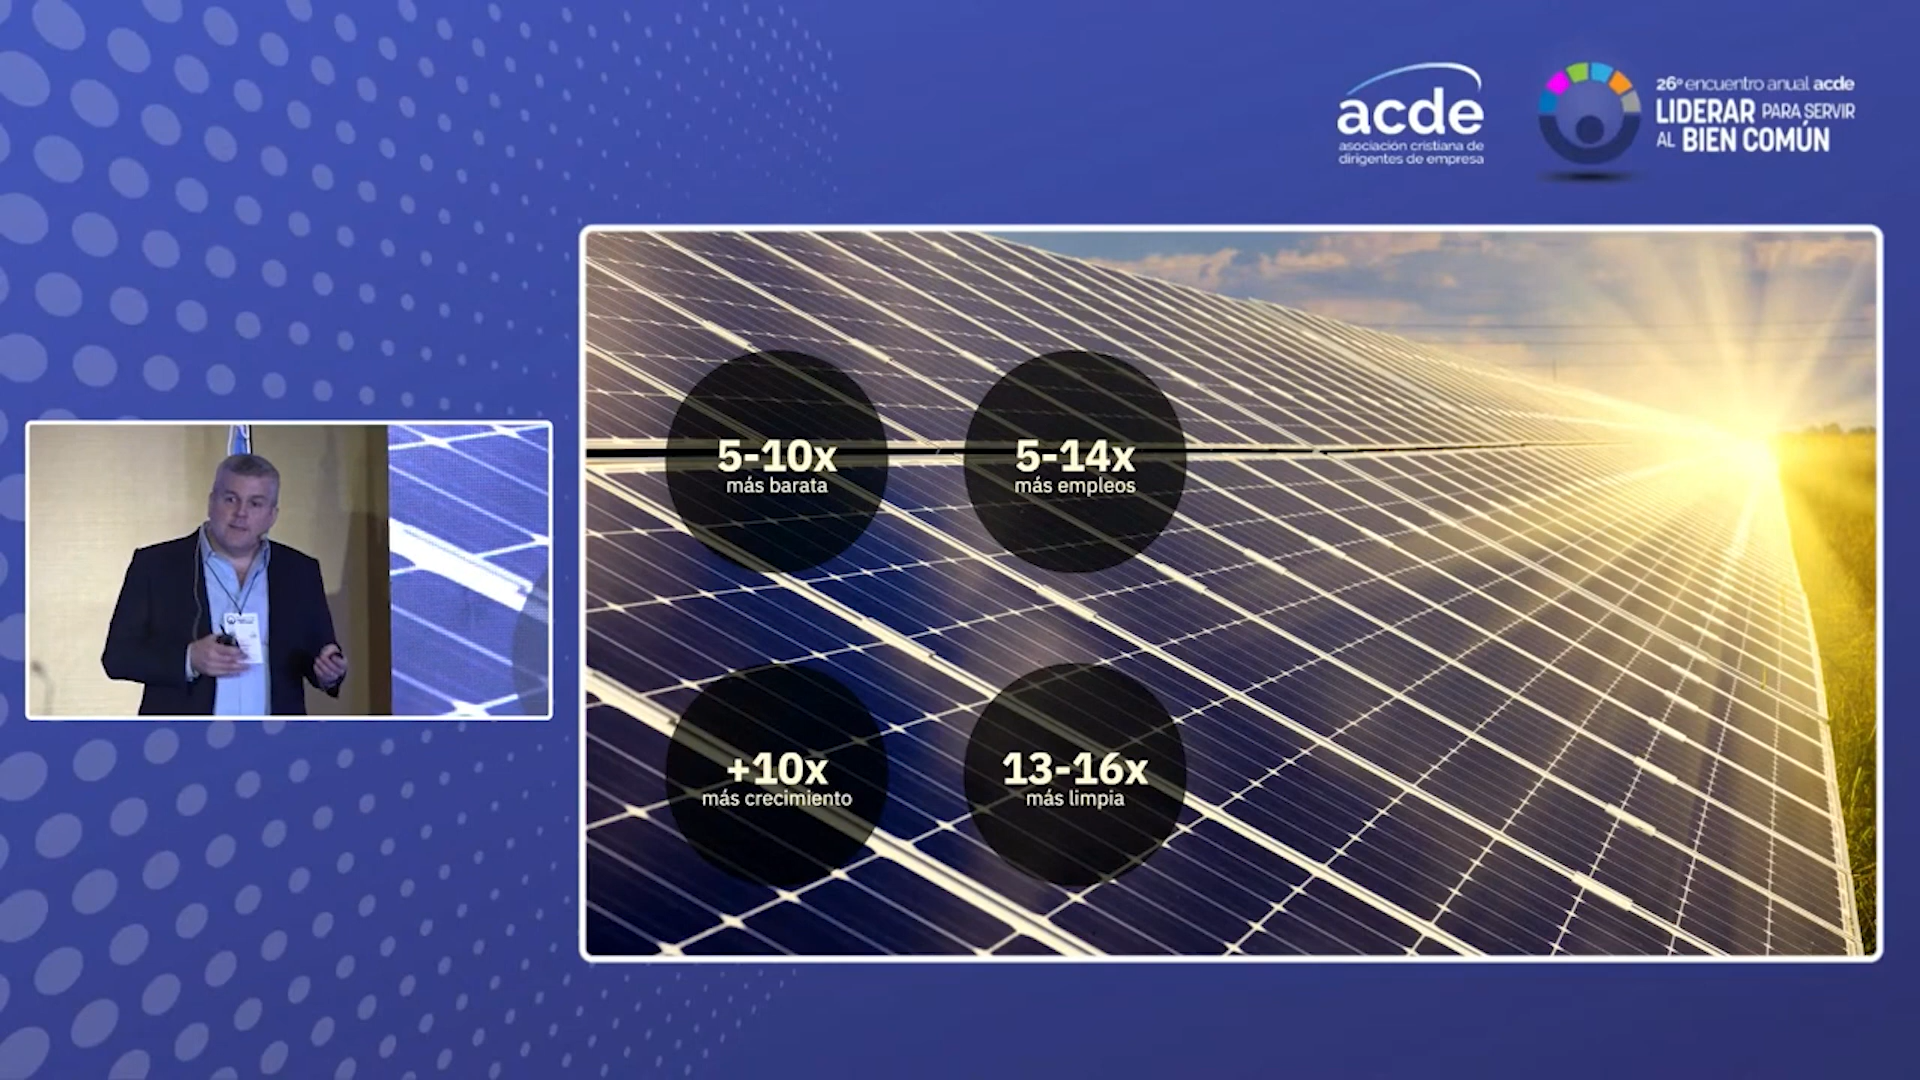 acde
asociación cristiana de
dirigentes de empresa
26º encuentro anual acde
LIDERAR PARA SERVIR
AL BIEN COMÚN
5-10x
más barata
5-14x
más empleos
+10x
más crecimiento
13-16x
más limpia